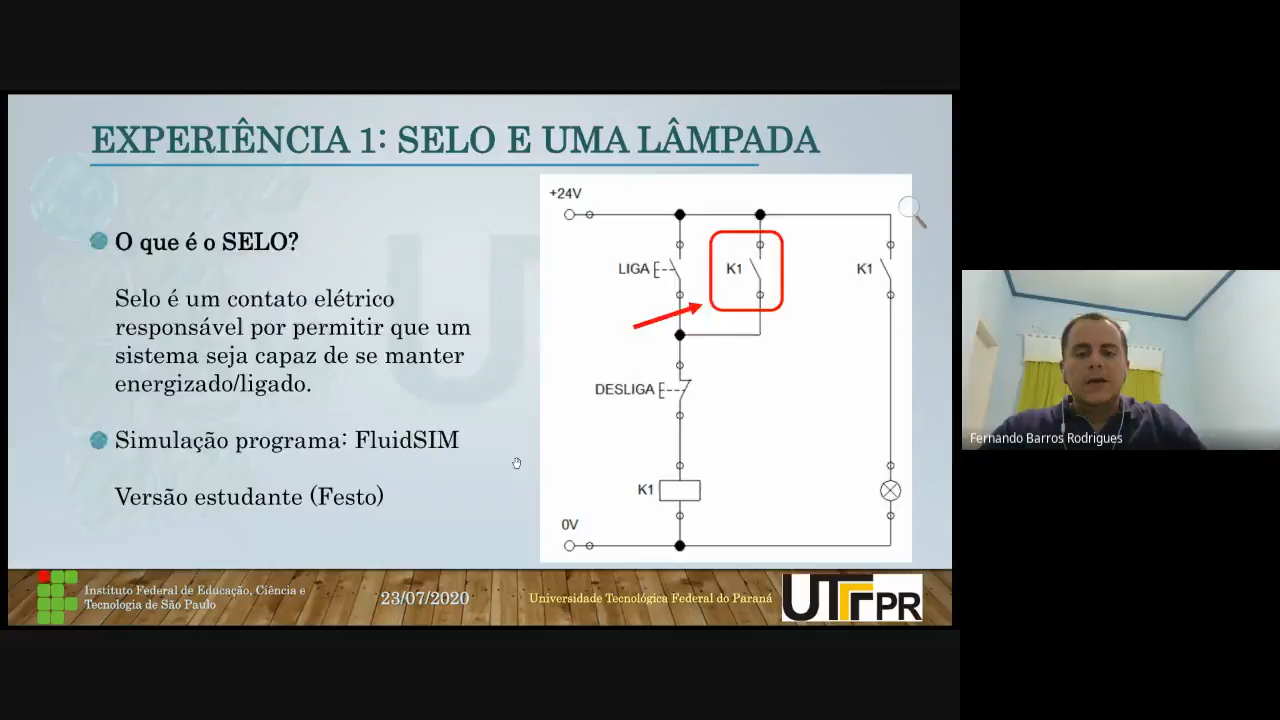 EXPERIÊNCIA 1: SELO E UMA LÂMPADA
O que é o SELO?
Selo é um contato elétrico
responsável por permitir que um
sistema seja capaz de se manter
energizado/ligado.
Simulação programa: FluidSIM
Versão estudante (Festo)
+24V
LIGA
K1
K1
DESLIGA
K1
0V
Instituto Federal de Educação, Ciência e
Tecnologia de São Paulo
23/07/2020
Universidade Tecnológica Federal do Paraná
UTFPR
Fernando Barros Rodrigues